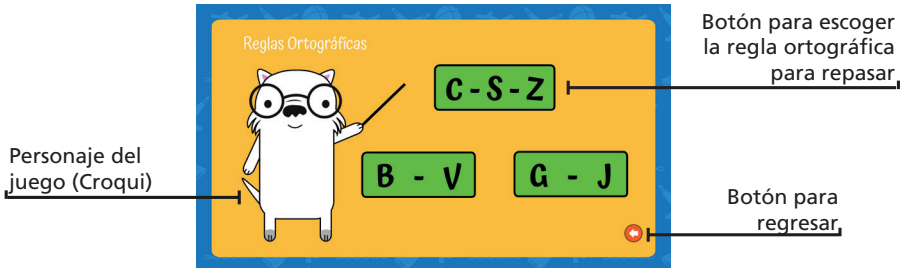 Botón para escoger
la regla ortográfica
para repasar
Reglas Ortográficas
C - S - Z
Personaje del
juego (Croqui)
B - V
G - J
Botón para
regresar